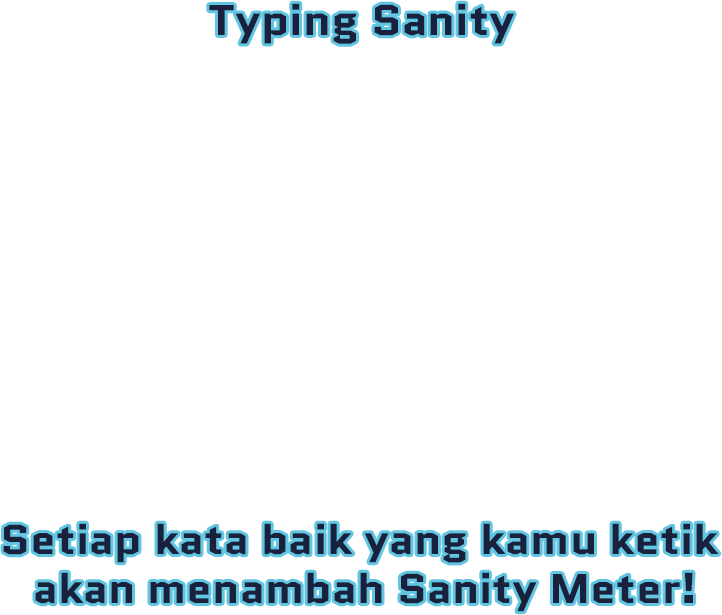 Typing Sanity
Setiap kata baik yang kamu ketik
akan menambah Sanity Meter!